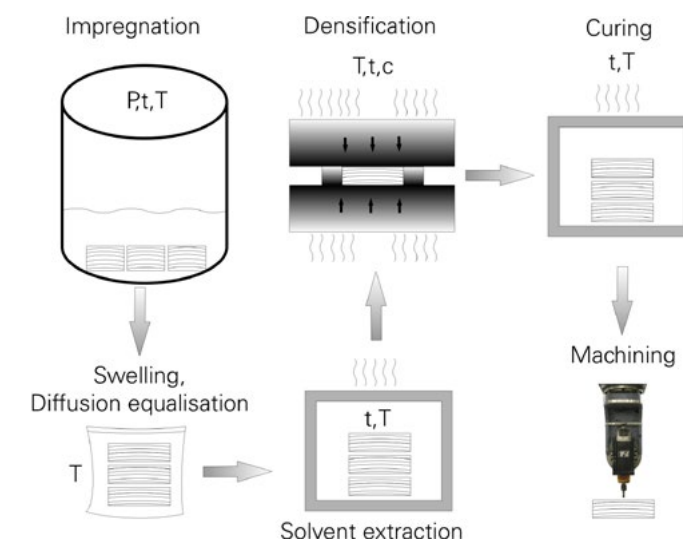 Impregnation
P,t,T
Swelling,
Diffusion equalisation
T
t,T
Solvent extraction
Densification
T,t,c
Curing
t,T
Machining